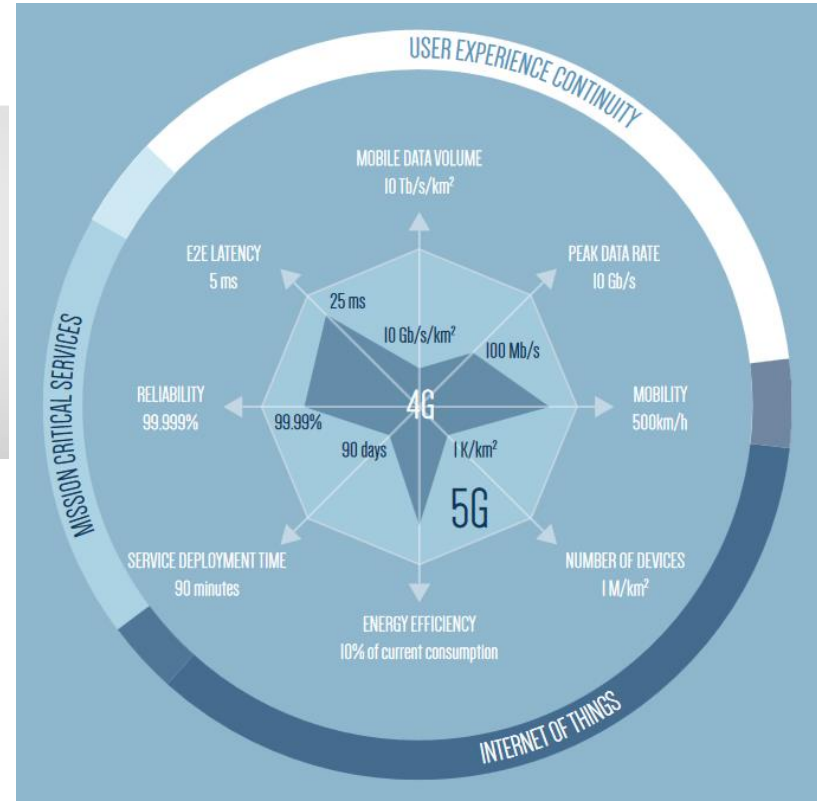 USER EXPERIENCE CONTINUITY
MOBILE DATA VOLUME
10 Tb/s/km²
E2E LATENCY
5 ms
PEAK DATA RATE
10 Gb/s
25 ms
10 Gb/s/km²
100 Mb/s
RELIABILITY
99.999%
4G
MOBILITY
500km/h
99.99%
90 days
1 K/km²
5G
MISSION CRITICAL SERVICES
SERVICE DEPLOYMENT TIME
90 minutes
NUMBER OF DEVICES
1 M/km²
ENERGY EFFICIENCY
10% of current consumption
INTERNET OF THINGS